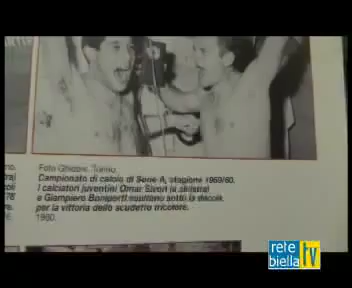 Foto Ghizzoni, Torino.
Campionato di calcio di Serie A, stagione 1959/60.
I calciatori juventini Omar Sivori (a sinistra)
e Giampiero Boniperti esultano sotto la doccia
per la vittoria dello scudetto tricolore.
1960.
rete
biella TV